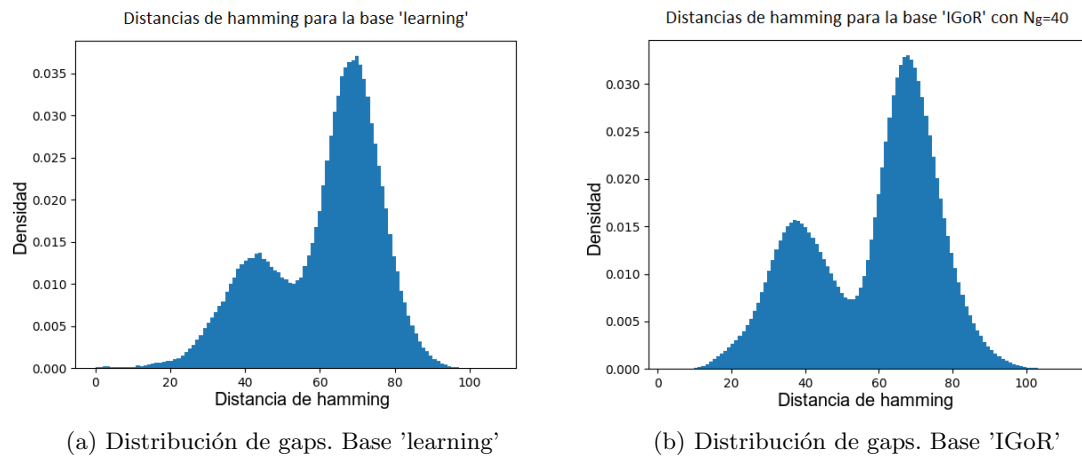 Distancias de hamming para la base 'learning'
0.035
0.030
0.025
0.020
0.015
0.010
0.005
0.000
Densidad
0 20 40 60 80 100
Distancia de hamming
(a) Distribución de gaps. Base 'learning'
Distancias de hamming para la base 'IGoR' con Ng=40
0.030
0.025
0.020
0.015
0.010
0.005
0.000
Densidad
0 20 40 60 80 100
Distancia de hamming
(b) Distribución de gaps. Base 'IGoR'